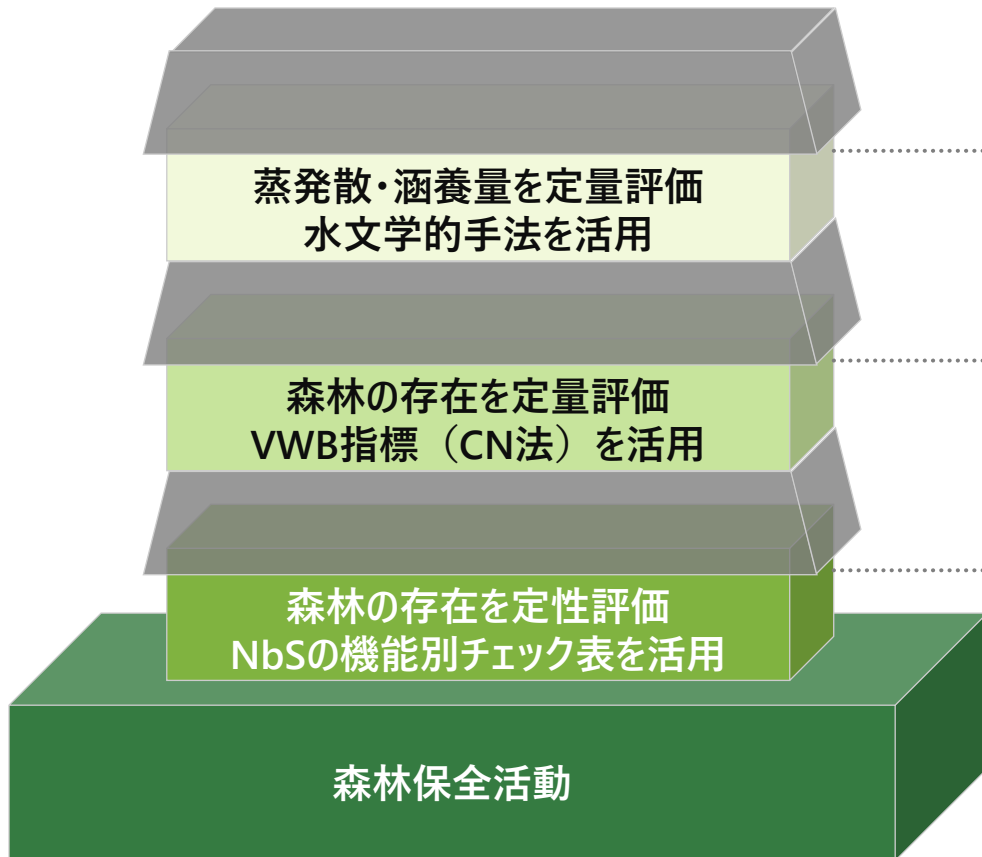 蒸発散・涵養量を定量評価
水文学的手法を活用
森林の存在を定量評価
VWB指標（CN法）を活用
森林の存在を定性評価
NbSの機能別チェック表を活用
森林保全活動